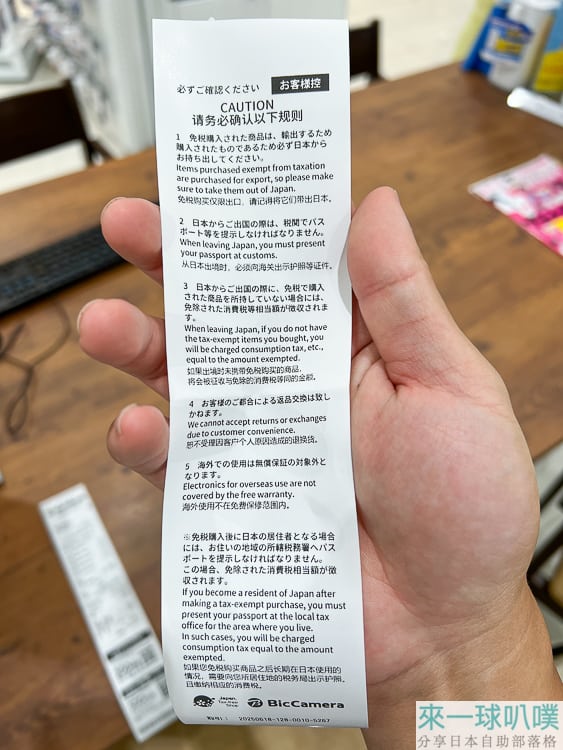 必ずご確認ください お客様控
CAUTION
请务必确认以下规则
1 免税購入された商品は、輸出するため
購入されたものであるため必ず日本から
お持ち出してください。
Items purchased exempt from taxation
are purchased for export, so please make
sure to take them out of Japan.
免税购买仅限出口，请记得将它们带出日本。
2 日本からご出国の際は、税関でパス
ポート等を提示しなければなりません。
When leaving Japan, you must present
your passport at customs.
从日本出境时，必须向海关出示护照等证件。
3 日本からご出国の際に、免税で購入
された商品を所持していない場合には、
免除された消費税等相当額が徴収されま
す。
When leaving Japan, if you do not have
the tax-exempt items you bought, you
will be charged consumption tax, etc.,
equal to the amount exempted.
如果出境时未携带免税购买的商品，
将会被征收与免除的消费税等同的金额。
4 お客様のご都合による返品交換は致し
かねます。
We cannot accept returns or exchanges
due to customer convenience.
恕不受理因客户个人原因造成的退换货。
5 海外での使用は無償保証の対象外と
なります。
Electronics for overseas use are not
covered by the free warranty.
海外使用不在免费保修范围内。
※免税購入後に日本の居住者となる場合
には、お住いの地域の所轄税務署へパス
ポートを提示しなければなりません。
この場合、免除された消費税相当額が徴
収されます。
If you become a resident of Japan after
making a tax-exempt purchase, you must
present your passport at the local tax
office for the area where you live.
In such cases, you will be charged
consumption tax equal to the amount
exempted.
如果您免税购买商品之后长期在日本使用的
情况，需要向您所居住地的税务局出示护照，
且缴纳相应的消费税。
Japan. Tax-free Shop BicCamera
20250618-128-0010-5267
來一球叭噗
分享日本自助部落格